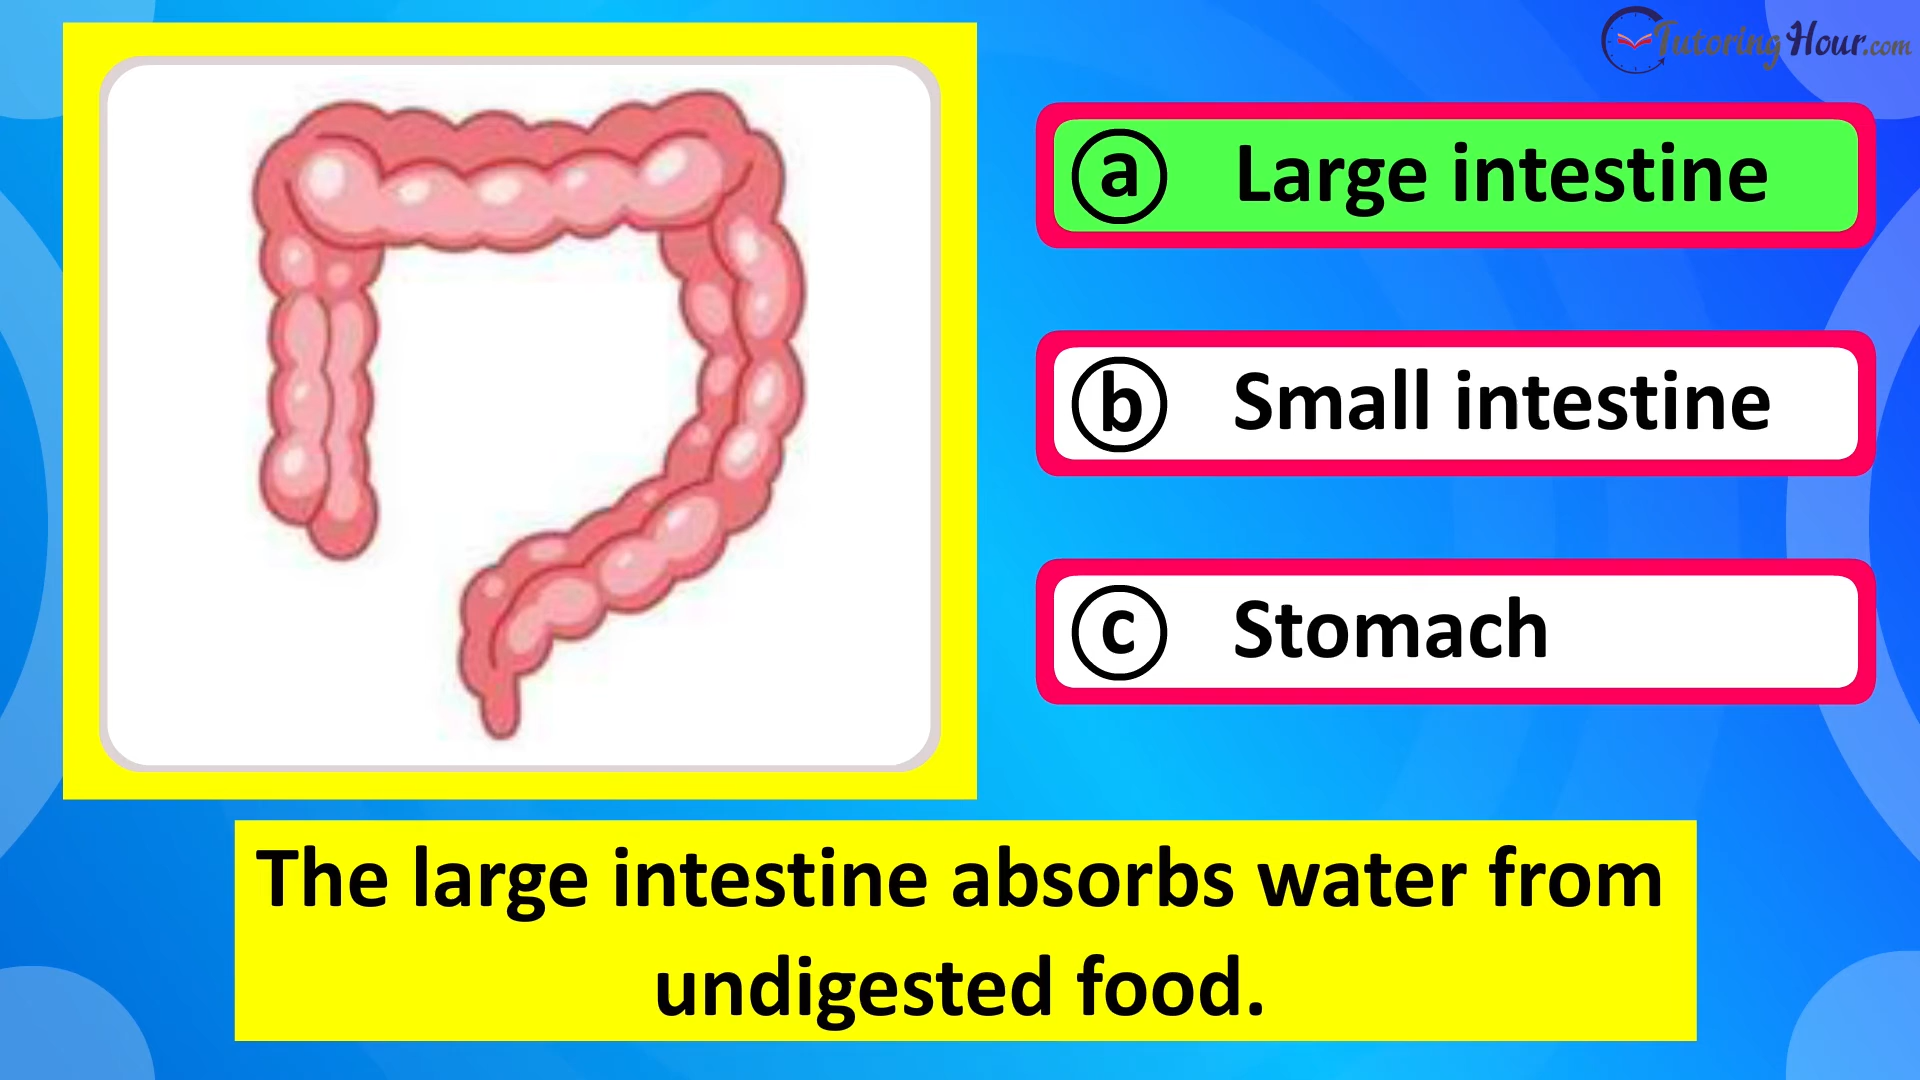 TutoringHour.com
a Large intestine
b Small intestine
c Stomach
The large intestine absorbs water from
undigested food.